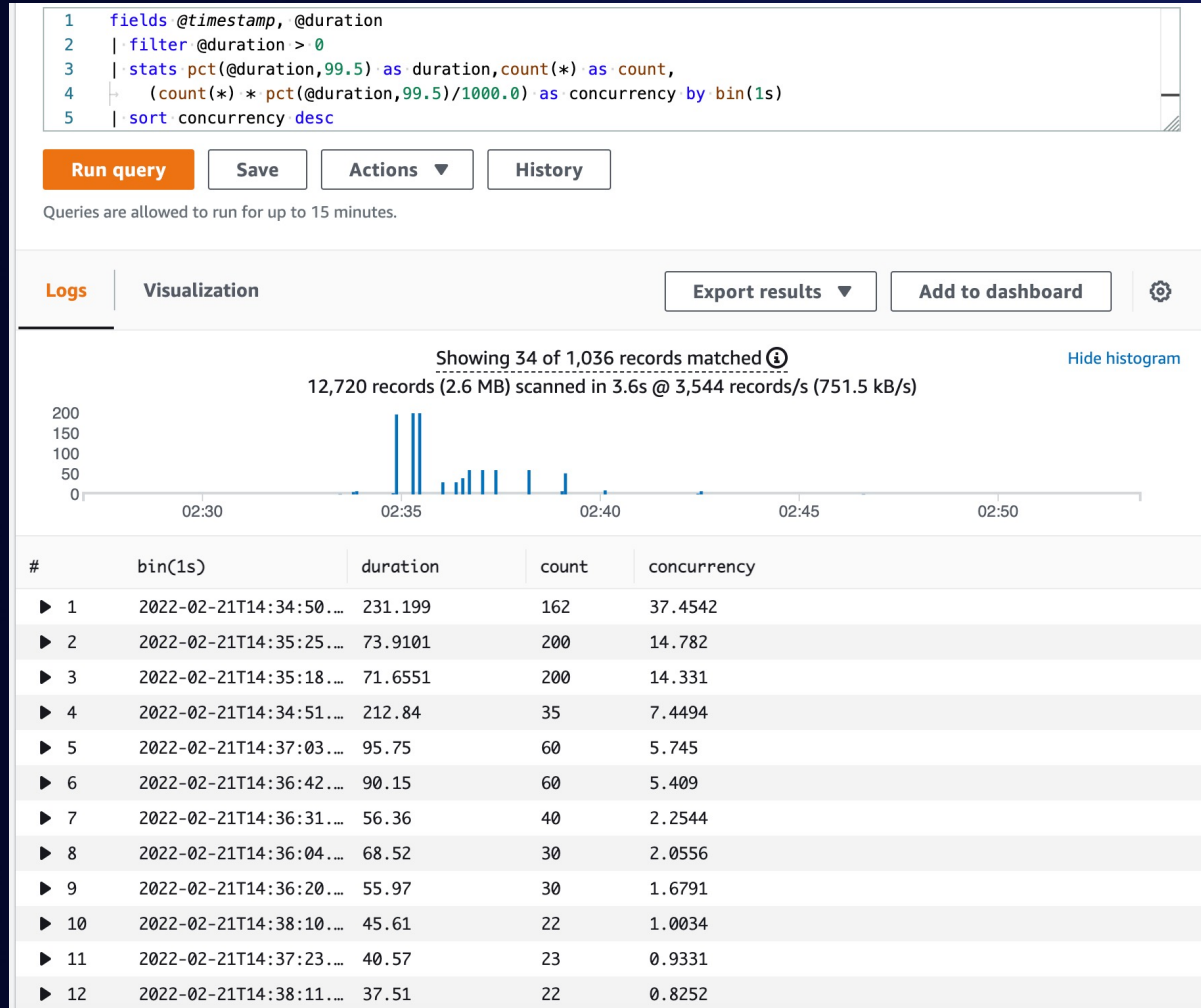 1 fields @timestamp, @duration
2 | filter @duration > 0
3 | stats pct(@duration,99.5) as duration,count(*) as count,
4 (count(*) * pct(@duration,99.5)/1000.0) as concurrency by bin(1s)
5 | sort concurrency desc
Run query Save Actions ▼ History
Queries are allowed to run for up to 15 minutes.
Logs Visualization Export results ▼ Add to dashboard
Showing 34 of 1,036 records matched
Hide histogram
12,720 records (2.6 MB) scanned in 3.6s @ 3,544 records/s (751.5 kB/s)
200
150
100
50
0
02:30 02:35 02:40 02:45 02:50
# bin(1s) duration count concurrency
1 2022-02-21T14:34:50.… 231.199 162 37.4542
2 2022-02-21T14:35:25.… 73.9101 200 14.782
3 2022-02-21T14:35:18.… 71.6551 200 14.331
4 2022-02-21T14:34:51.… 212.84 35 7.4494
5 2022-02-21T14:37:03.… 95.75 60 5.745
6 2022-02-21T14:36:42.… 90.15 60 5.409
7 2022-02-21T14:36:31.… 56.36 40 2.2544
8 2022-02-21T14:36:04.… 68.52 30 2.0556
9 2022-02-21T14:36:20.… 55.97 30 1.6791
10 2022-02-21T14:38:10.… 45.61 22 1.0034
11 2022-02-21T14:37:23.… 40.57 23 0.9331
12 2022-02-21T14:38:11.… 37.51 22 0.8252